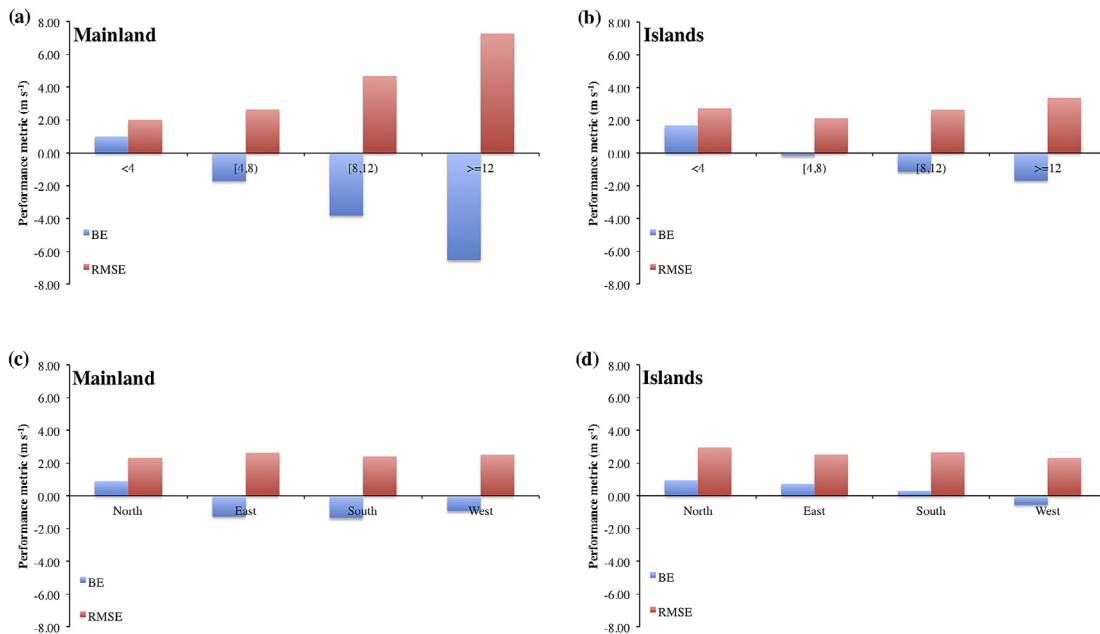 (a)
Mainland
Performance metric (m s-1)
8.00
6.00
4.00
2.00
0.00
-2.00
-4.00
-6.00
-8.00
<4
[4,8)
[8,12)
>=12
BE
RMSE
(b)
Islands
Performance metric (m s-1)
8.00
6.00
4.00
2.00
0.00
-2.00
-4.00
-6.00
-8.00
<4
[4,8)
[8,12)
>=12
BE
RMSE
(c)
Mainland
Performance metric (m s-1)
8.00
6.00
4.00
2.00
0.00
-2.00
-4.00
-6.00
-8.00
North
East
South
West
BE
RMSE
(d)
Islands
Performance metric (m s-1)
8.00
6.00
4.00
2.00
0.00
-2.00
-4.00
-6.00
-8.00
North
East
South
West
BE
RMSE